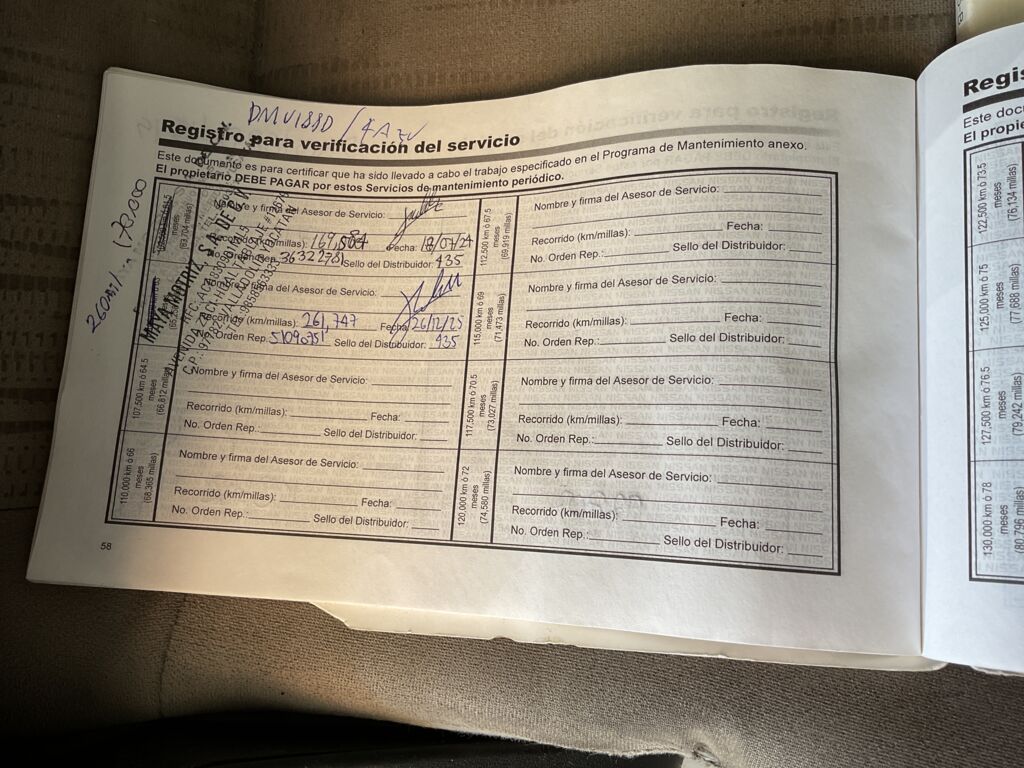 Registro para verificación del servicio
Este documento es para certificar que ha sido llevado a cabo el trabajo especificado en el Programa de Mantenimiento anexo.
El propietario DEBE PAGAR por estos Servicios de mantenimiento periódico.
Nombre y firma del Asesor de Servicio:
Recorrido (km/millas): Fecha: 18/07/24
No. Orden Rep. 3632278 Sello del Distribuidor: 435
Nombre y firma del Asesor de Servicio:
Recorrido (km/millas): 261,747 Fecha: 26/12/25
No. Orden Rep. 51090751 Sello del Distribuidor: 435
MAYA MATRIZ, S.A. DE C.V.
107,500 km ó 64.5 meses (66,812 millas)
Nombre y firma del Asesor de Servicio:
Recorrido (km/millas): Fecha:
No. Orden Rep.: Sello del Distribuidor:
110,000 km ó 66 meses (68,365 millas)
Nombre y firma del Asesor de Servicio:
Recorrido (km/millas): Fecha:
No. Orden Rep.: Sello del Distribuidor:
112,500 km ó 67.5 meses (69,919 millas)
Nombre y firma del Asesor de Servicio:
Recorrido (km/millas): Fecha:
No. Orden Rep.: Sello del Distribuidor:
115,000 km ó 69 meses (71,473 millas)
Nombre y firma del Asesor de Servicio:
Recorrido (km/millas): Fecha:
No. Orden Rep.: Sello del Distribuidor:
117,500 km ó 70.5 meses (73,027 millas)
Nombre y firma del Asesor de Servicio:
Recorrido (km/millas): Fecha:
No. Orden Rep.: Sello del Distribuidor:
120,000 km ó 72 meses (74,580 millas)
Nombre y firma del Asesor de Servicio:
Recorrido (km/millas): Fecha:
No. Orden Rep.: Sello del Distribuidor:
58
Regis
Este doc
El propie
122,500 km ó 73.5 meses (76,134 millas)
125,000 km ó 75 meses (77,688 millas)
127,500 km ó 76.5 meses (79,242 millas)
130,000 km ó 78 meses (80,796 millas)